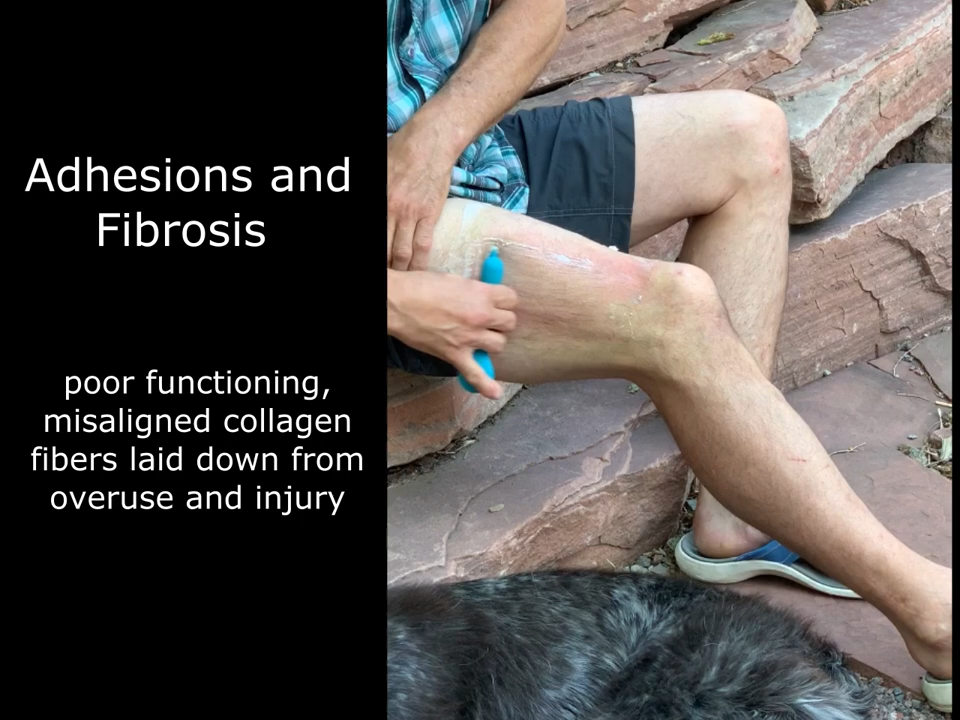 Adhesions and
Fibrosis
poor functioning,
misaligned collagen
fibers laid down from
overuse and injury